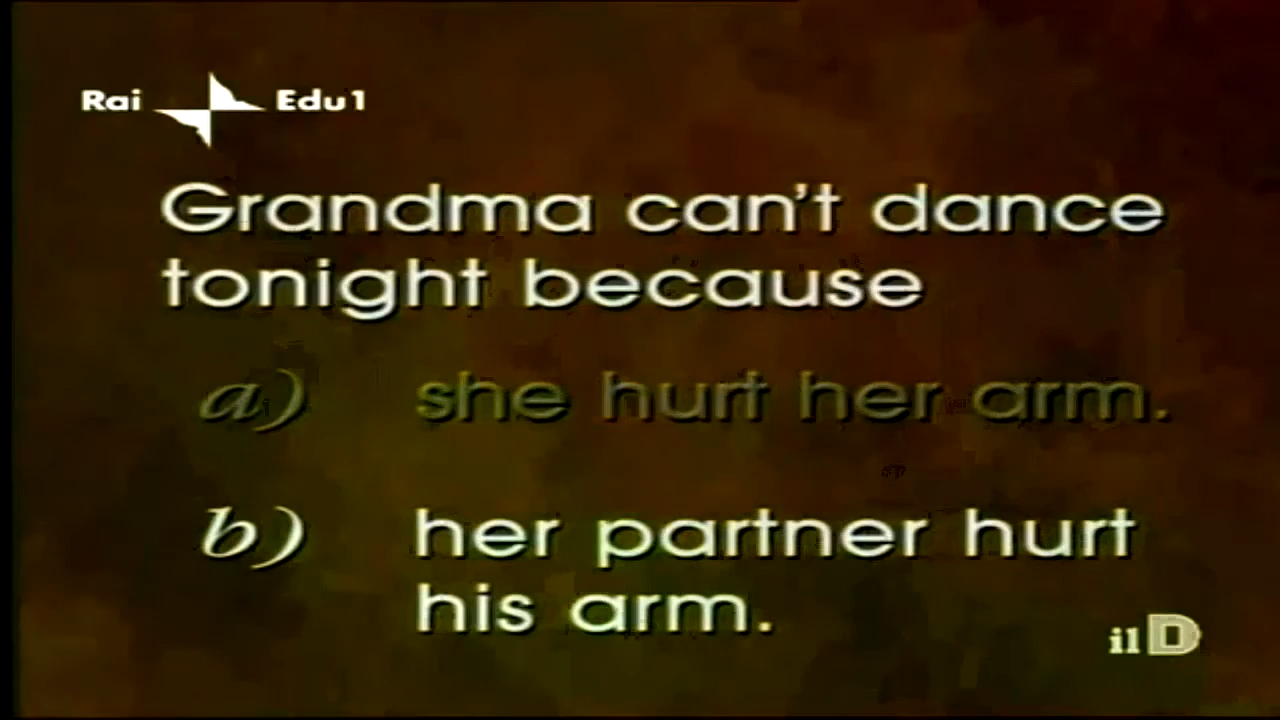 Rai Edu1
Grandma can't dance
tonight because
a) she hurt her arm.
b) her partner hurt
his arm.
il D